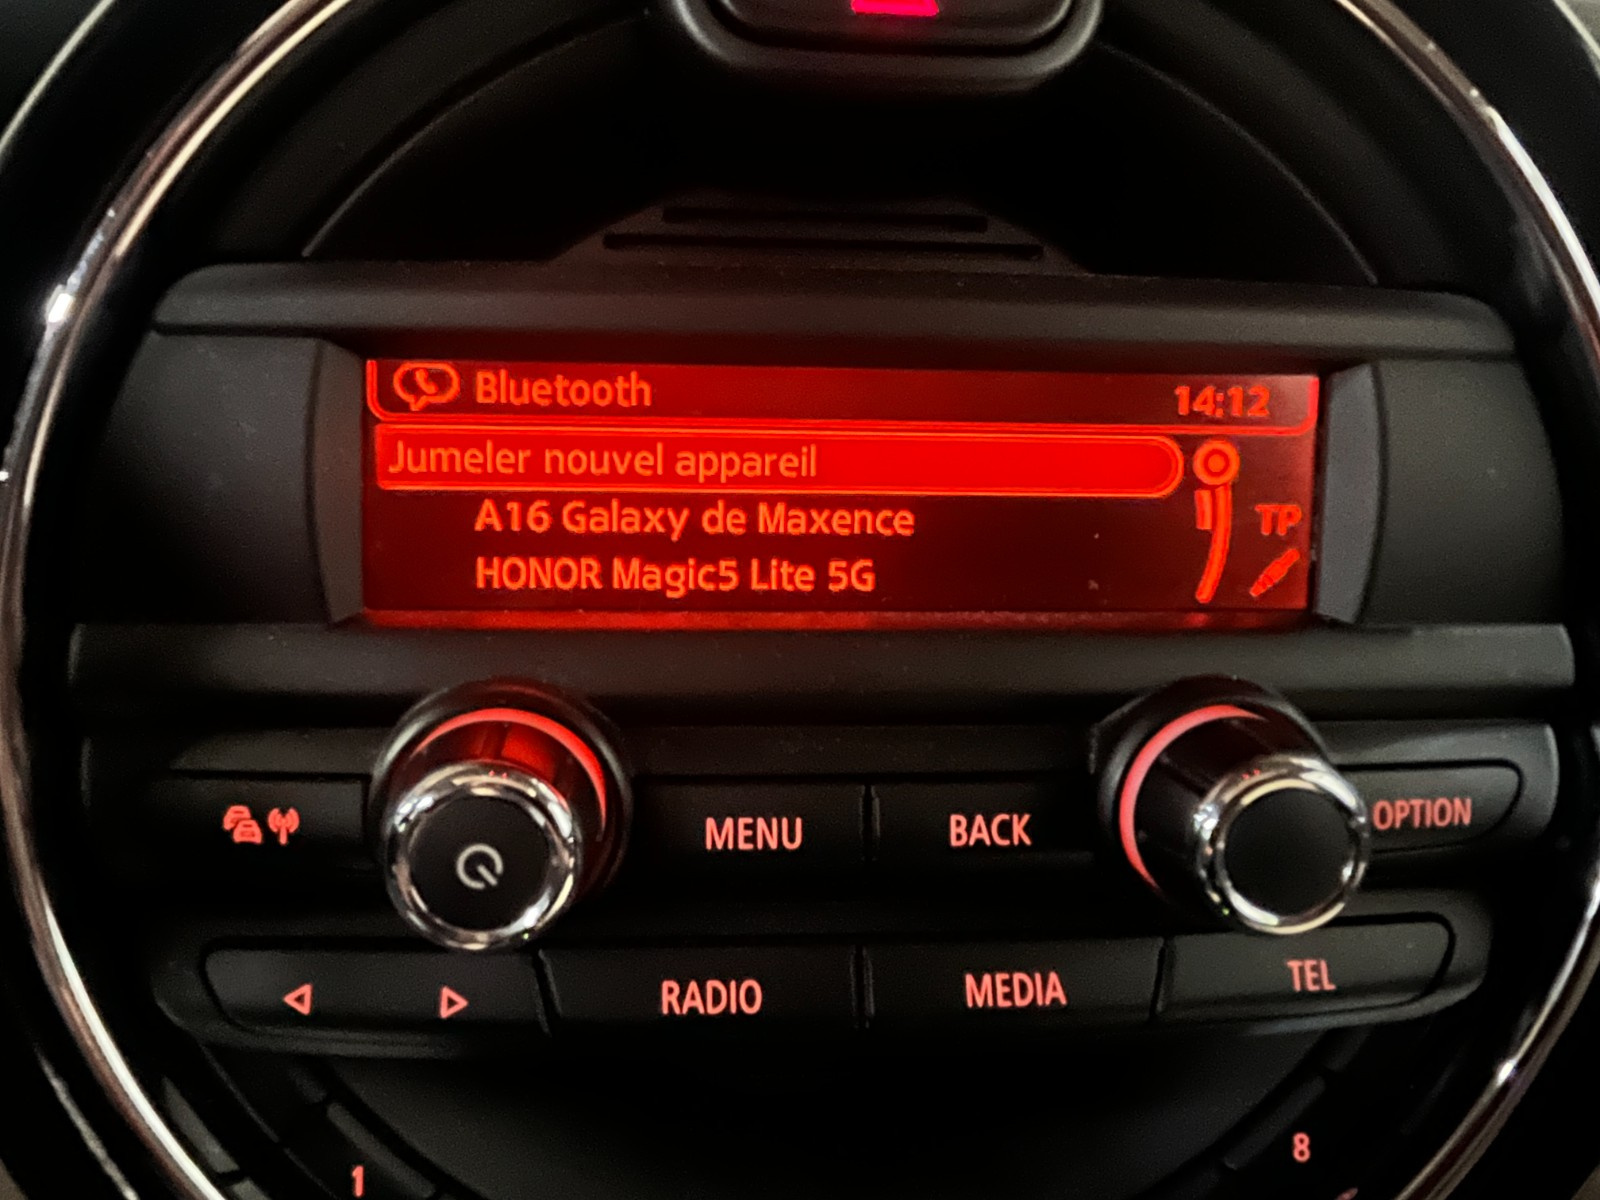 Bluetooth 14:12
Jumeler nouvel appareil
A16 Galaxy de Maxence TP
HONOR Magic5 Lite 5G
MENU BACK OPTION
RADIO MEDIA TEL
1 8